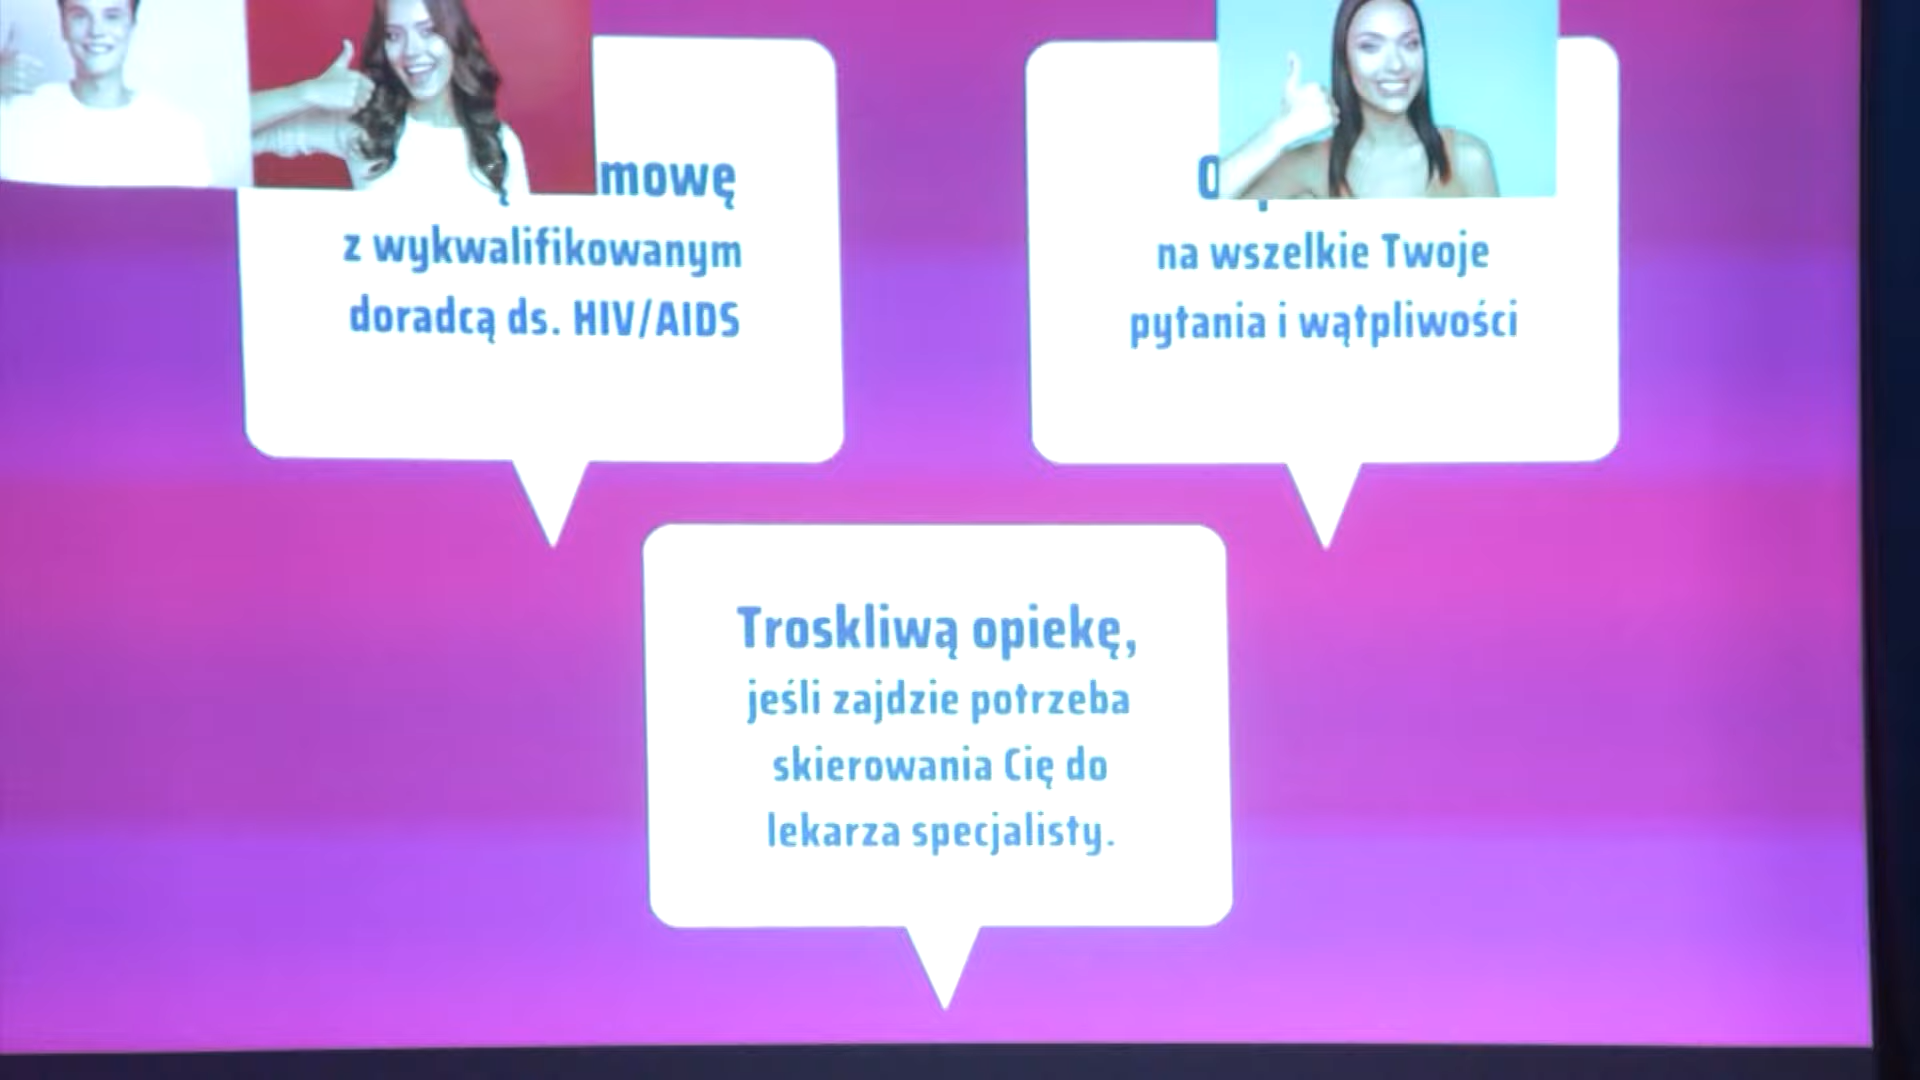 mowę
z wykwalifikowanym
doradcą ds. HIV/AIDS
na wszelkie Twoje
pytania i wątpliwości
Troskliwą opiekę,
jeśli zajdzie potrzeba
skierowania Cię do
lekarza specjalisty.